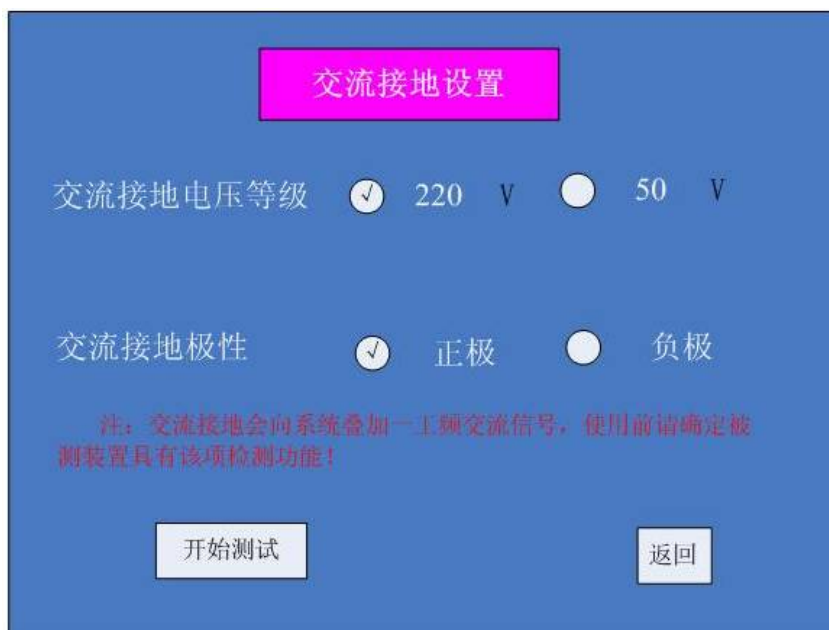 交流接地设置
交流接地电压等级 √ 220 V 50 V
交流接地极性 √ 正极 负极
注：交流接地会向系统叠加一工频交流信号，使用前请确定被
测装置具有该项检测功能！
开始测试 返回